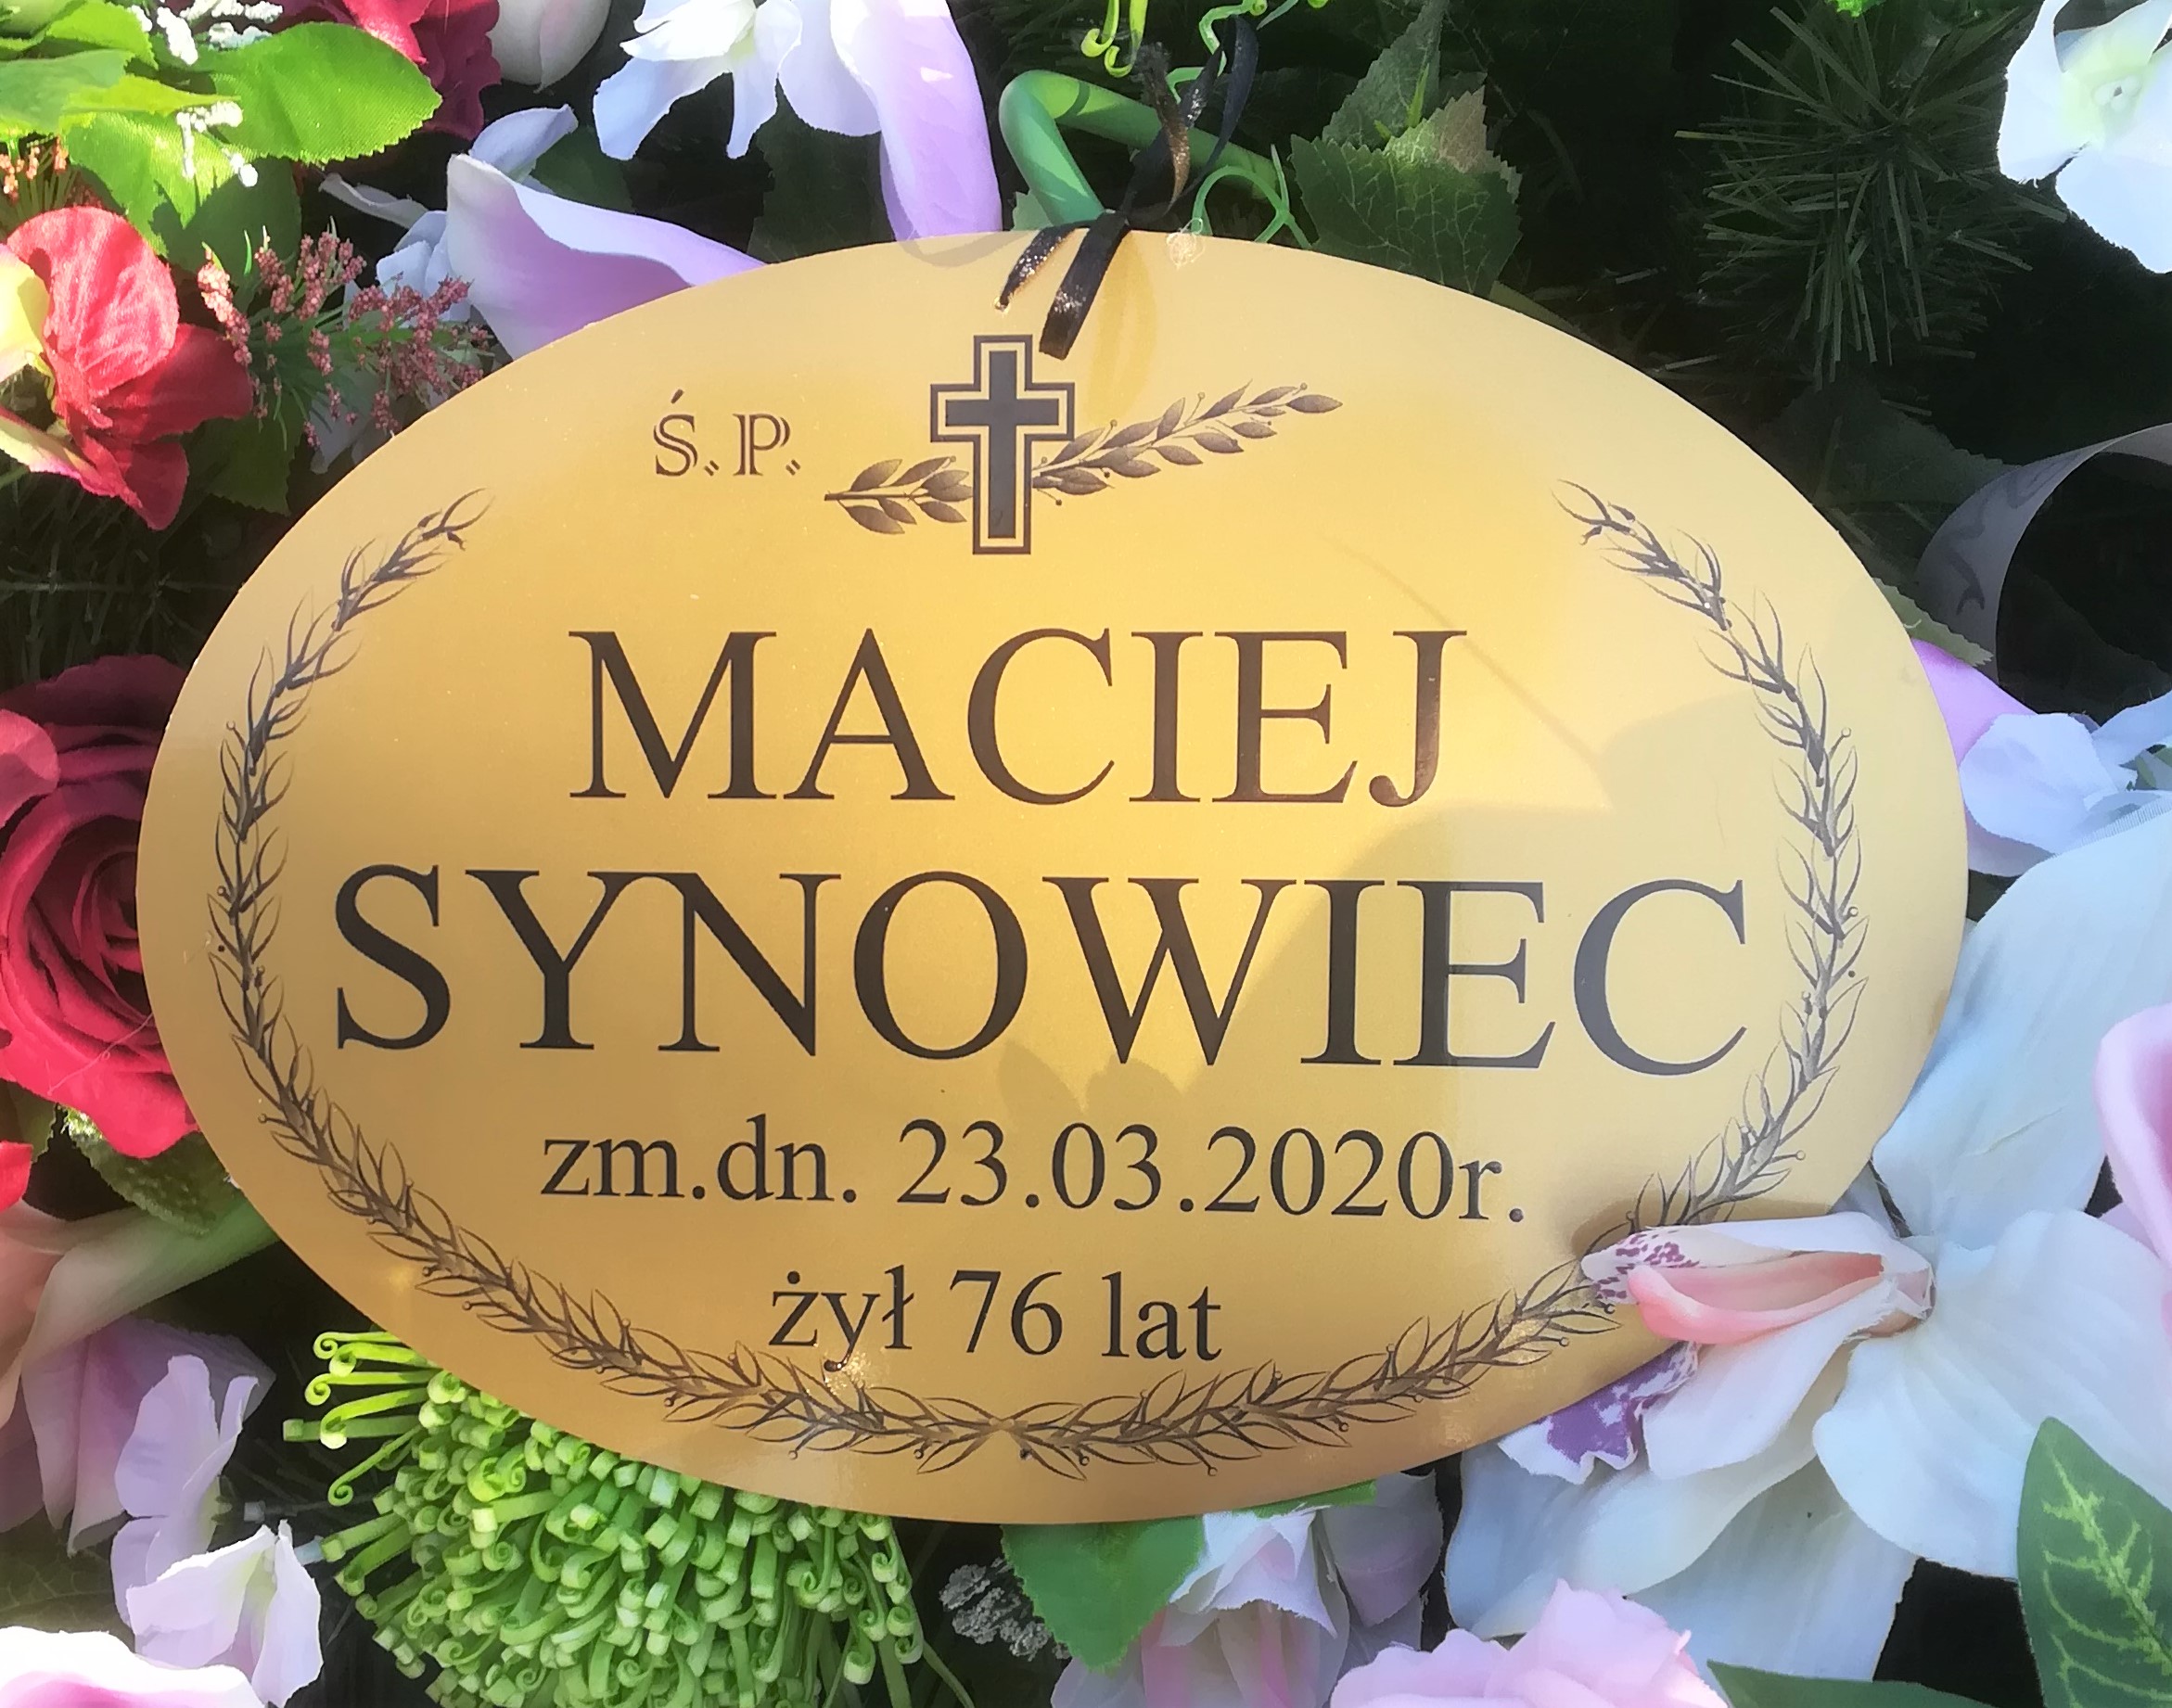 Ś. P.
MACIEJ
SYNOWIEC
zm.dn. 23.03.2020r.
żył 76 lat